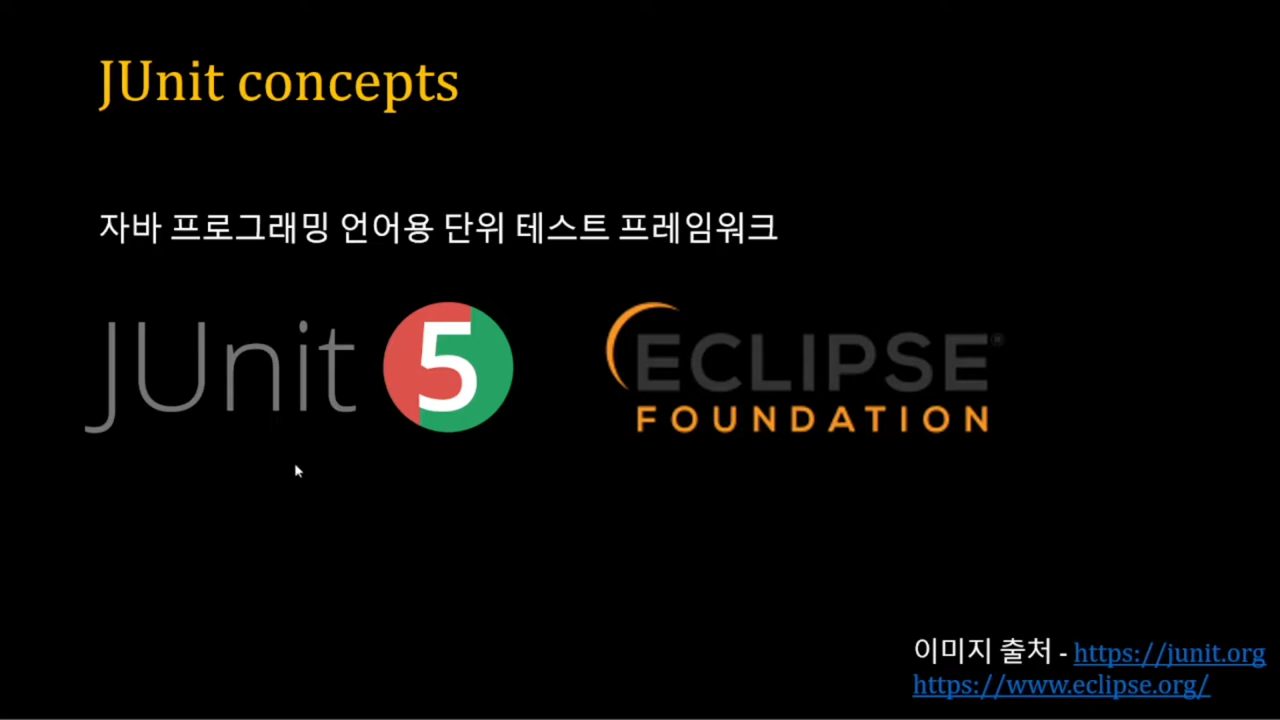 JUnit concepts
자바 프로그래밍 언어용 단위 테스트 프레임워크
JUnit 5
ECLIPSE®
FOUNDATION
이미지 출처 - https://junit.org
https://www.eclipse.org/